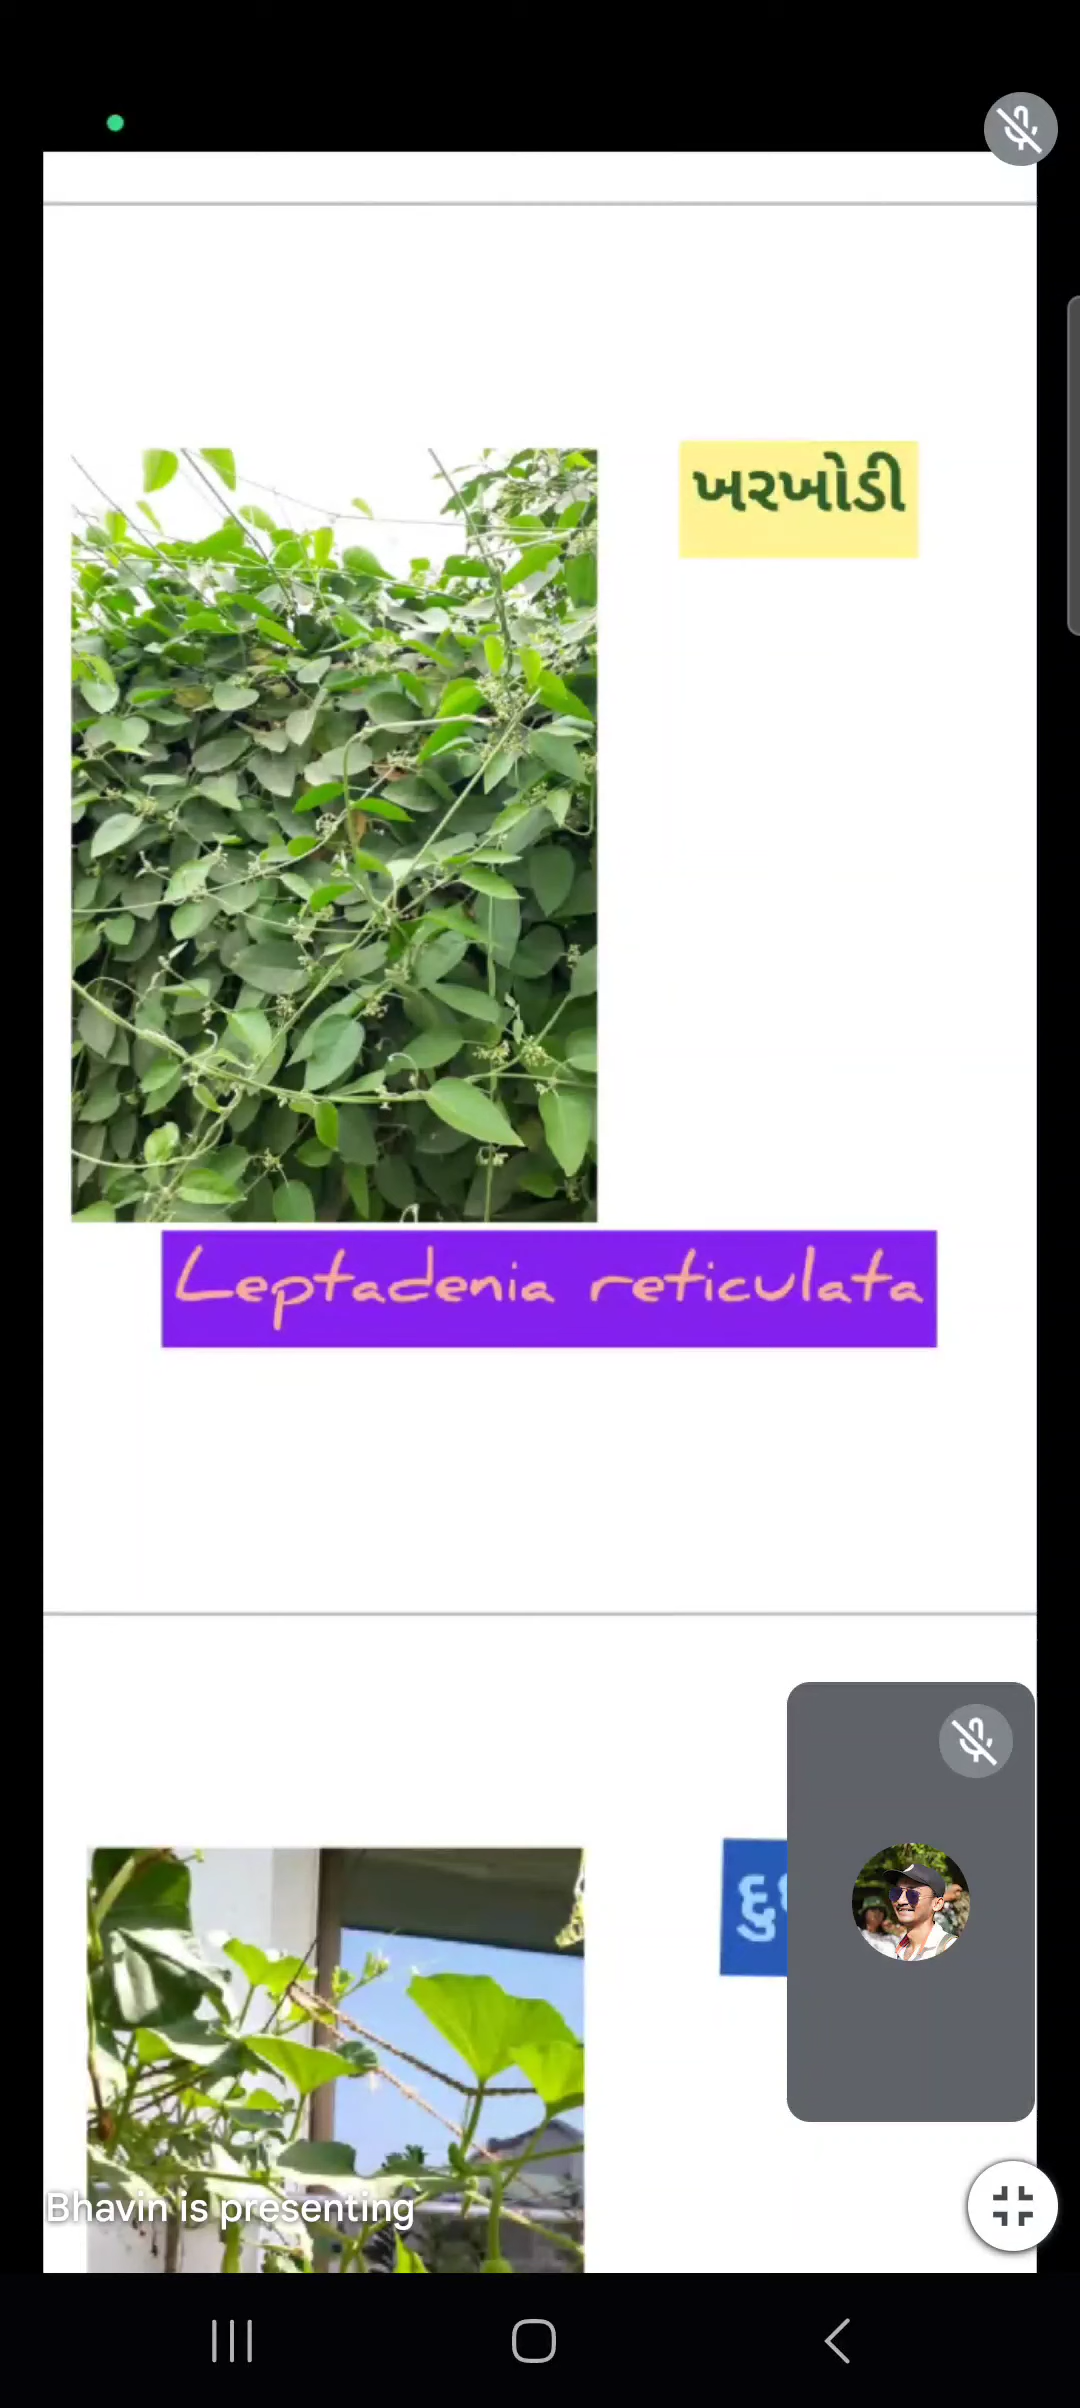 ખરખોડી
Leptadenia reticulata
Bhavin is presenting